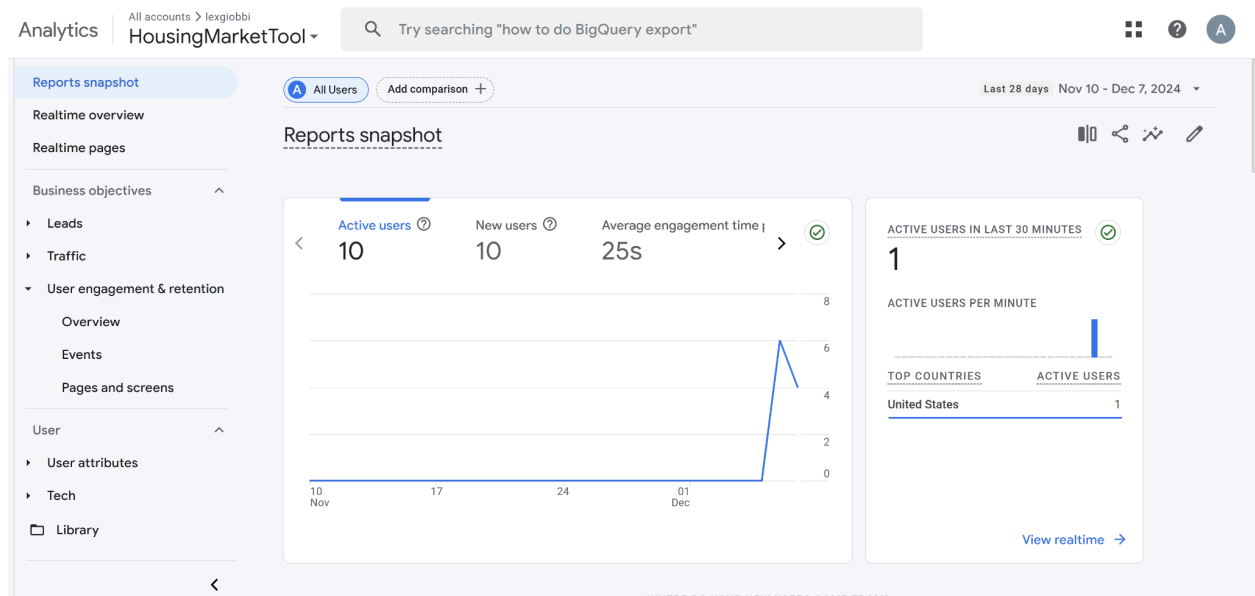 Analytics
All accounts > lexgiobbi
HousingMarketTool
Try searching "how to do BigQuery export"
A
Reports snapshot
Realtime overview
Realtime pages
Business objectives
Leads
Traffic
User engagement & retention
Overview
Events
Pages and screens
User
User attributes
Tech
Library
A All Users
Add comparison +
Last 28 days Nov 10 - Dec 7, 2024
Reports snapshot
Active users
10
New users
10
Average engagement time
25s
8
6
4
2
0
10 Nov
17
24
01 Dec
ACTIVE USERS IN LAST 30 MINUTES
1
ACTIVE USERS PER MINUTE
TOP COUNTRIES ACTIVE USERS
United States 1
View realtime